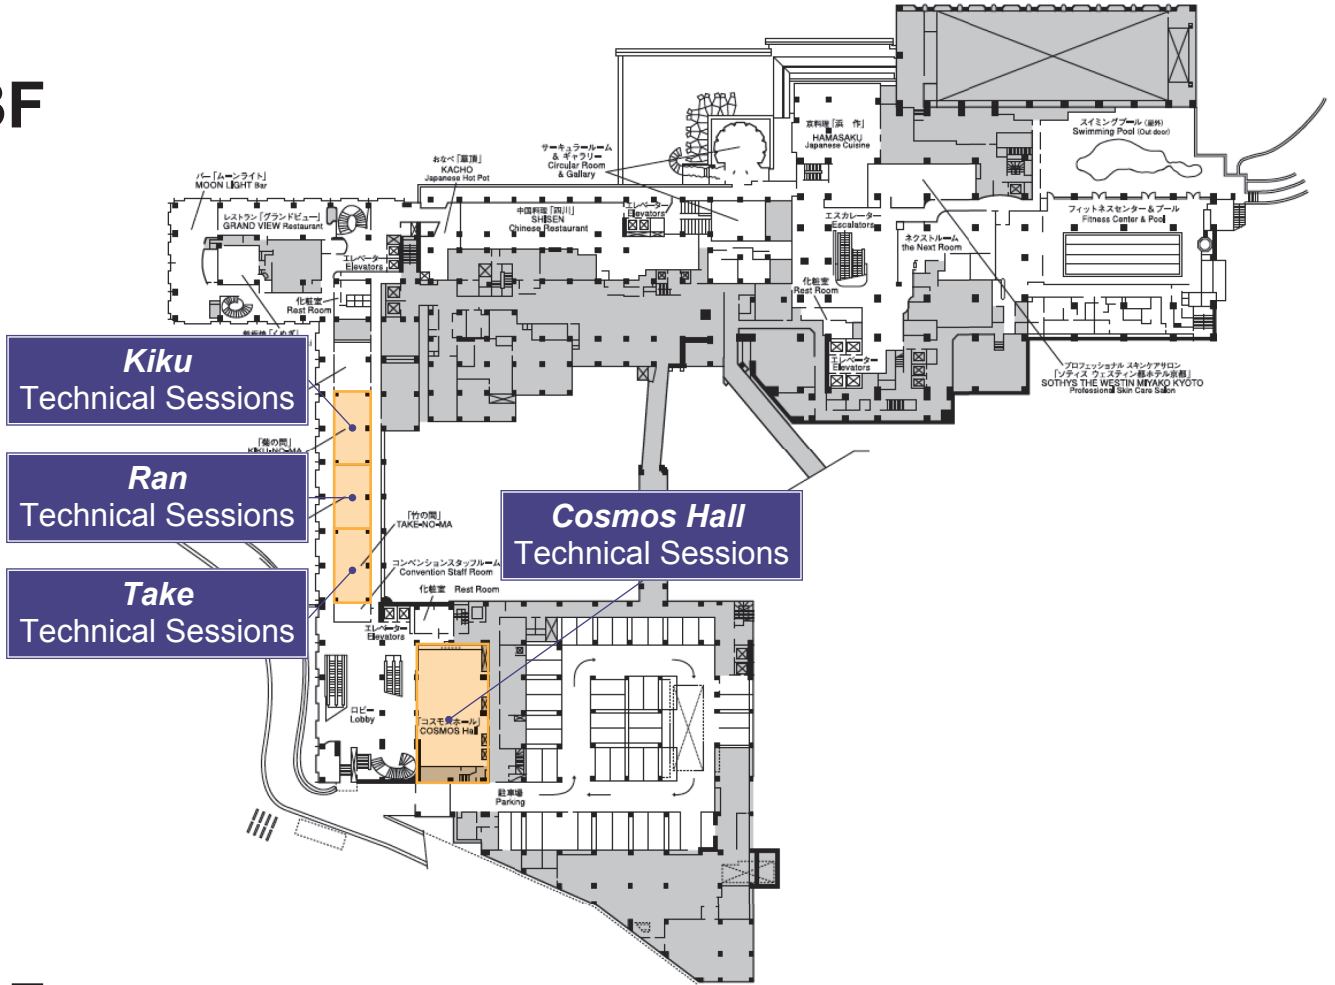 3F
スイミングプール (屋外)
Swimming Pool (Out door)
京料理「浜 作」
HAMASAKU
Japanese Cuisine
サーキュラールーム
& ギャラリー
Circular Room
& Gallary
おなべ「華頂」
KACHO
Japanese Hot Pot
バー「ムーンライト」
MOON LIGHT Bar
レストラン「グランドビュー」
GRAND VIEW Restaurant
中国料理「四川」
SHISEN
Chinese Restaurant
エレベーター
Elevators
エスカレーター
Escalators
フィットネスセンター & プール
Fitness Center & Pool
ネクストルーム
the Next Room
エレベーター
Elevators
化粧室
Rest Room
化粧室
Rest Room
エレベーター
Elevators
プロフェッショナル スキンケアサロン
「ソティス ウェスティン都ホテル京都」
SOTHYS THE WESTIN MIYAKO KYOTO
Professional Skin Care Salon
Kiku
Technical Sessions
「菊の間」
KIKU-NO-MA
Ran
Technical Sessions
「竹の間」
TAKE-NO-MA
Cosmos Hall
Technical Sessions
コンベンションスタッフルーム
Convention Staff Room
Take
Technical Sessions
化粧室 Rest Room
エレベーター
Elevators
ロビー
Lobby
「コスモスホール」
COSMOS Hall
駐車場
Parking